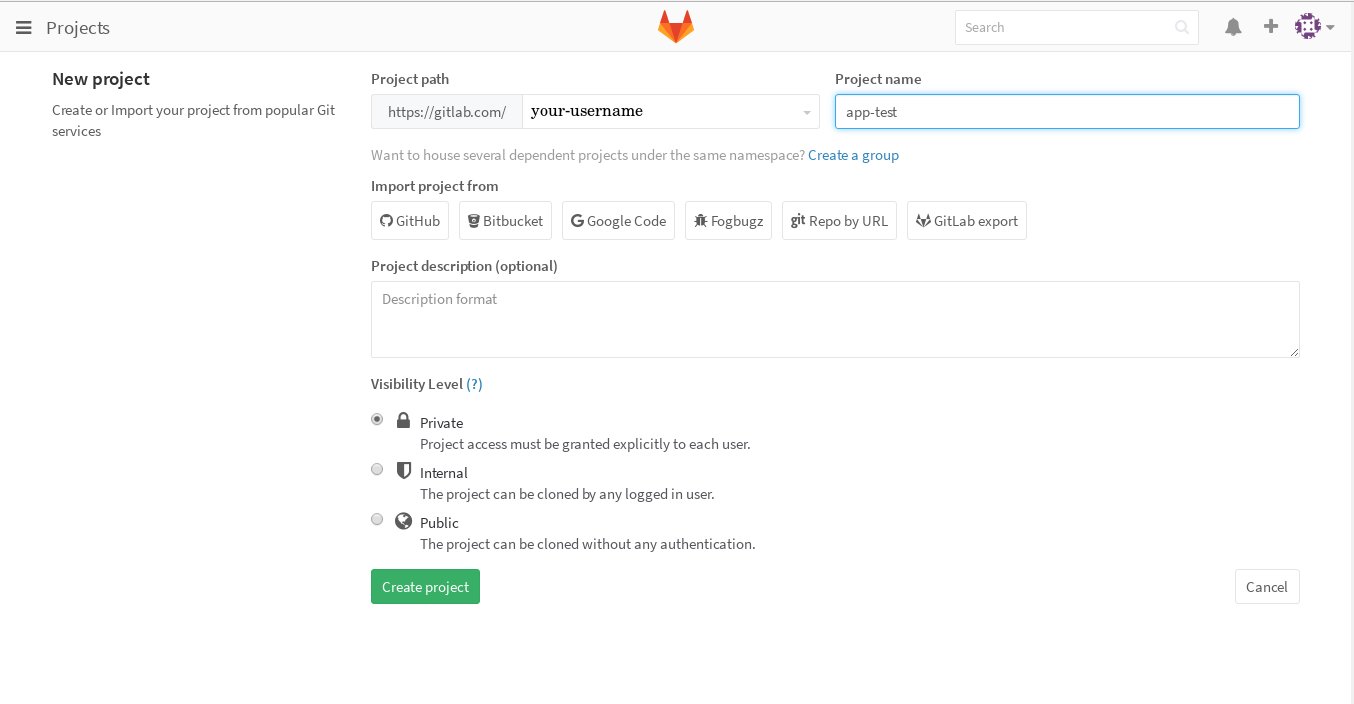 Projects
Search
New project
Create or Import your project from popular Git
services
Project path
Project name
https://gitlab.com/
your-username
app-test
Want to house several dependent projects under the same namespace? Create a group
Import project from
GitHub
Bitbucket
Google Code
Fogbugz
git Repo by URL
GitLab export
Project description (optional)
Description format
Visibility Level (?)
Private
Project access must be granted explicitly to each user.
Internal
The project can be cloned by any logged in user.
Public
The project can be cloned without any authentication.
Create project
Cancel